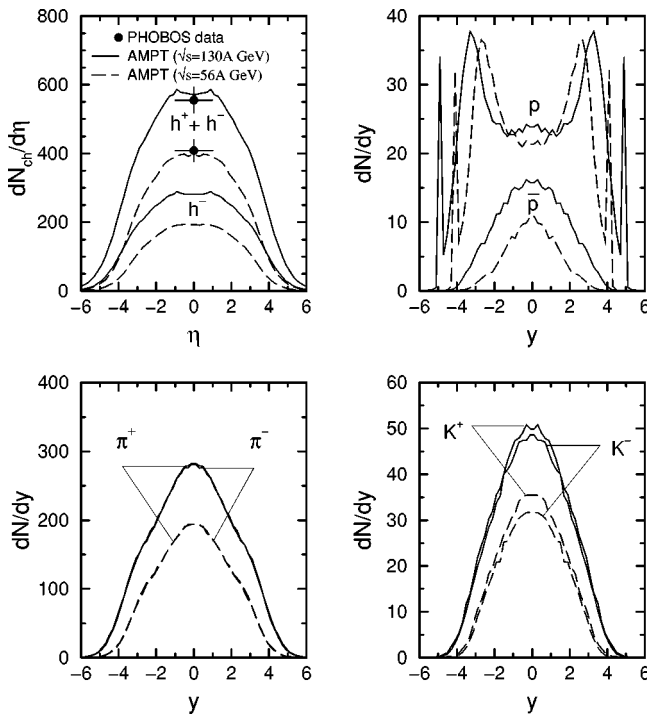 PHOBOS data
AMPT (√s=130A GeV)
AMPT (√s=56A GeV)
h⁺ + h⁻
h⁻
dN_ch/dη
0
200
400
600
800
−6 −4 −2 0 2 4 6
η
p
p̄
dN/dy
0
10
20
30
40
−6 −4 −2 0 2 4 6
y
π⁺
π⁻
dN/dy
0
100
200
300
400
−6 −4 −2 0 2 4 6
y
K⁺
K⁻
dN/dy
0
10
20
30
40
50
60
−6 −4 −2 0 2 4 6
y